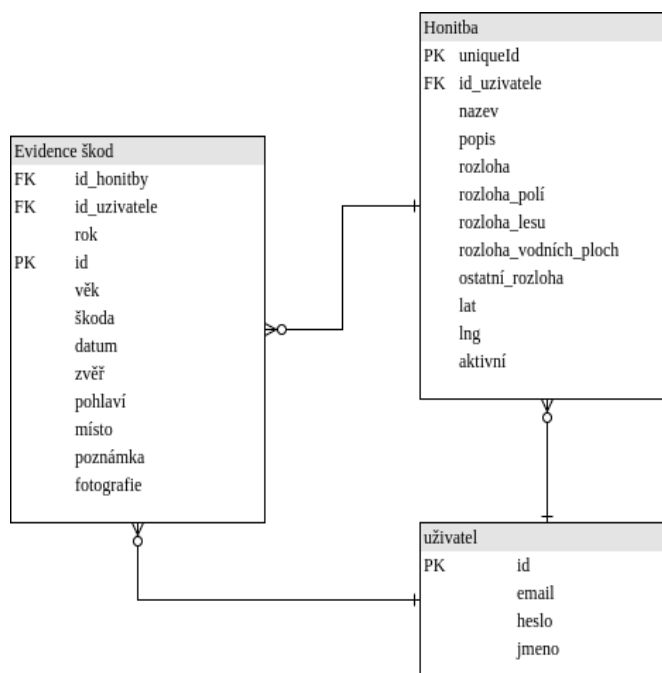 Honitba
PK uniqueId
FK id_uzivatele
nazev
popis
rozloha
rozloha_polí
rozloha_lesu
rozloha_vodních_ploch
ostatní_rozloha
lat
lng
aktivní
Evidence škod
FK id_honitby
FK id_uzivatele
rok
PK id
věk
škoda
datum
zvěř
pohlaví
místo
poznámka
fotografie
uživatel
PK id
email
heslo
jmeno